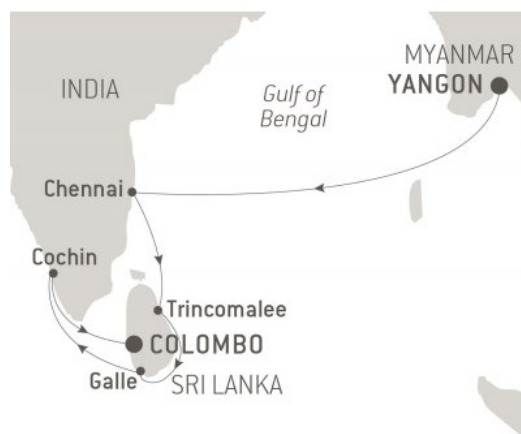 MYANMAR
YANGON
INDIA
Gulf of
Bengal
Chennai
Cochin
Trincomalee
COLOMBO
Galle
SRI LANKA